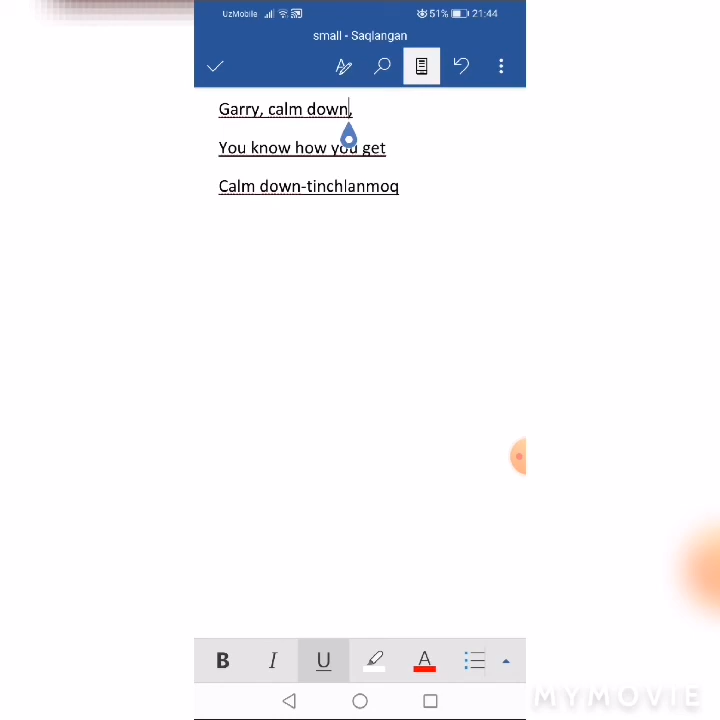 UzMobile 51% 21:44
small - Saqlangan
Garry, calm down,
You know how you get
Calm down-tinchlanmoq
B I U A
MYMOVIE